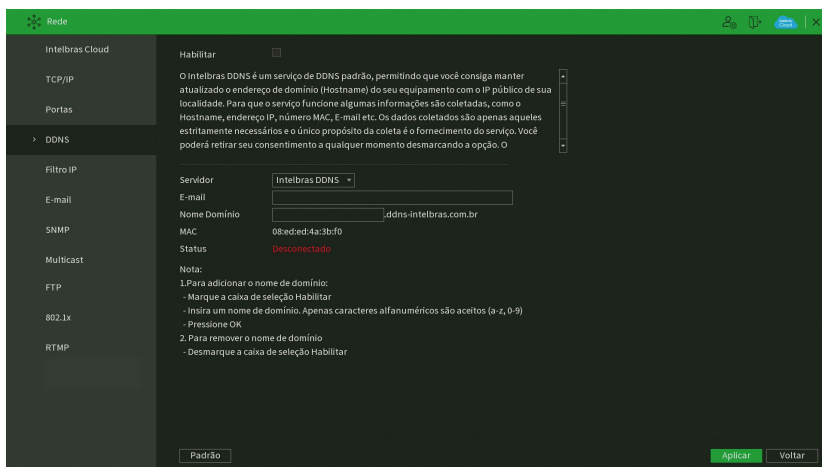 Rede
Intelbras Cloud
TCP/IP
Portas
> DDNS
Filtro IP
E-mail
SNMP
Multicast
FTP
802.1x
RTMP
Habilitar
O Intelbras DDNS é um serviço de DDNS padrão, permitindo que você consiga manter
atualizado o endereço de domínio (Hostname) do seu equipamento com o IP público de sua
localidade. Para que o serviço funcione algumas informações são coletadas, como o
Hostname, endereço IP, número MAC, E-mail etc. Os dados coletados são apenas aqueles
estritamente necessários e o único propósito da coleta é o fornecimento do serviço. Você
poderá retirar seu consentimento a qualquer momento desmarcando a opção. O
Servidor Intelbras DDNS
E-mail
Nome Domínio .ddns-intelbras.com.br
MAC 08:ed:ed:4a:3b:f0
Status Desconectado
Nota:
1.Para adicionar o nome de domínio:
- Marque a caixa de seleção Habilitar
- Insira um nome de domínio. Apenas caracteres alfanuméricos são aceitos (a-z, 0-9)
- Pressione OK
2. Para remover o nome de domínio
- Desmarque a caixa de seleção Habilitar
Padrão Aplicar Voltar